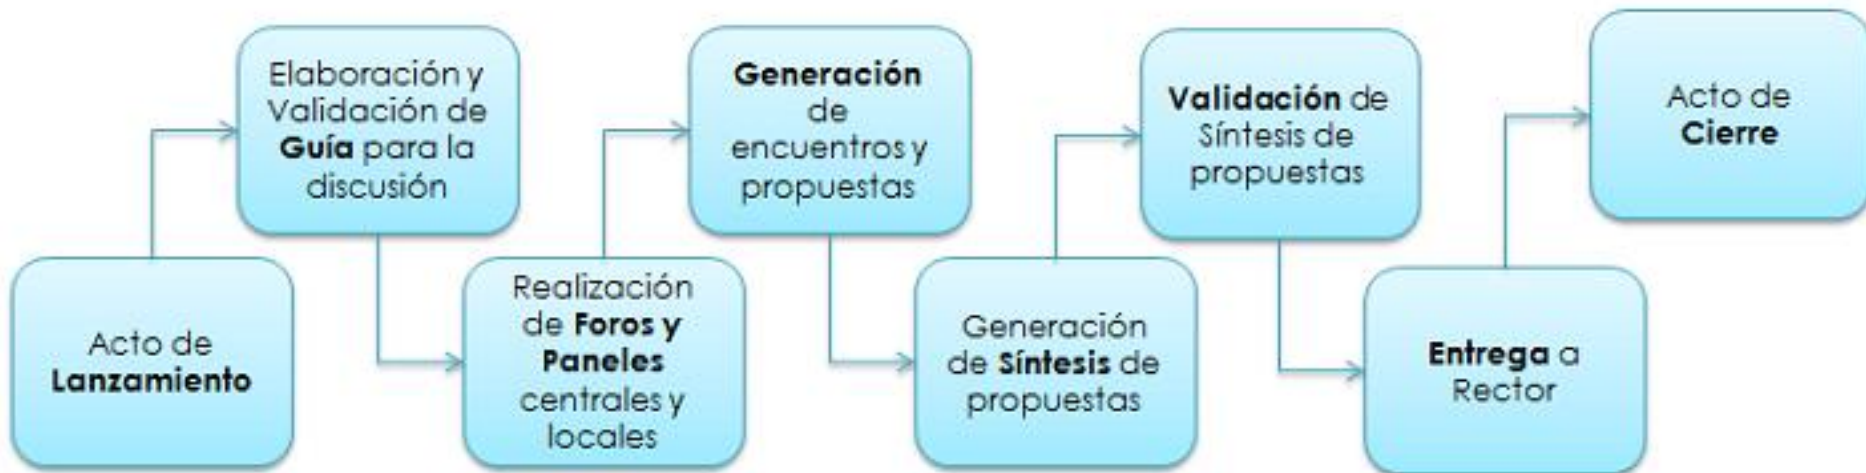 Acto de
Lanzamiento
Elaboración y
Validación de
Guía para la
discusión
Realización
de Foros y
Paneles
centrales y
locales
Generación
de
encuentros y
propuestas
Generación
de Síntesis de
propuestas
Validación de
Síntesis de
propuestas
Entrega a
Rector
Acto de
Cierre